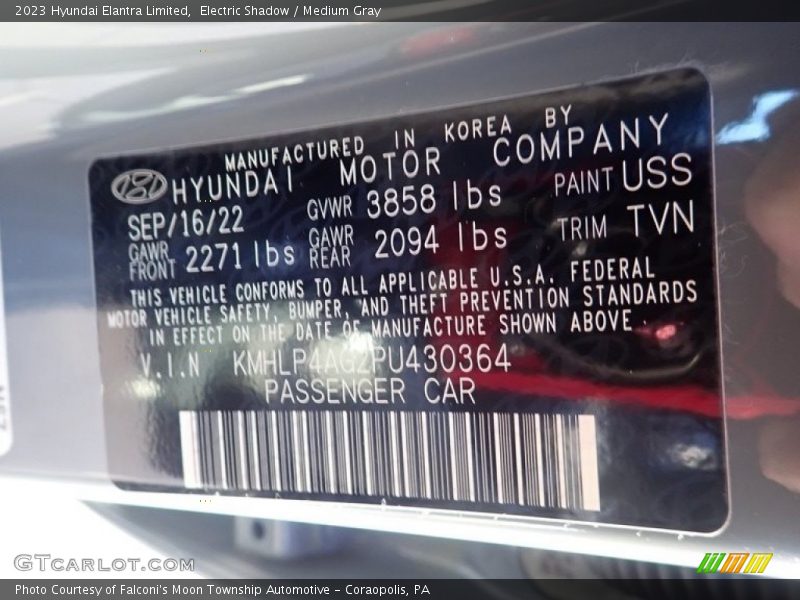 2023 Hyundai Elantra Limited,  Electric Shadow / Medium Gray
MANUFACTURED IN KOREA BY
HYUNDAI MOTOR COMPANY
SEP/16/22 GVWR 3858 lbs PAINT USS
GAWR FRONT 2271 lbs GAWR REAR 2094 lbs TRIM TVN
THIS VEHICLE CONFORMS TO ALL APPLICABLE U.S.A. FEDERAL
MOTOR VEHICLE SAFETY, BUMPER, AND THEFT PREVENTION STANDARDS
IN EFFECT ON THE DATE OF MANUFACTURE SHOWN ABOVE.
V.I.N KMHLP4AG2PU430364
PASSENGER CAR
GTcarlot.com
Photo Courtesy of Falconi's Moon Township Automotive – Coraopolis, PA